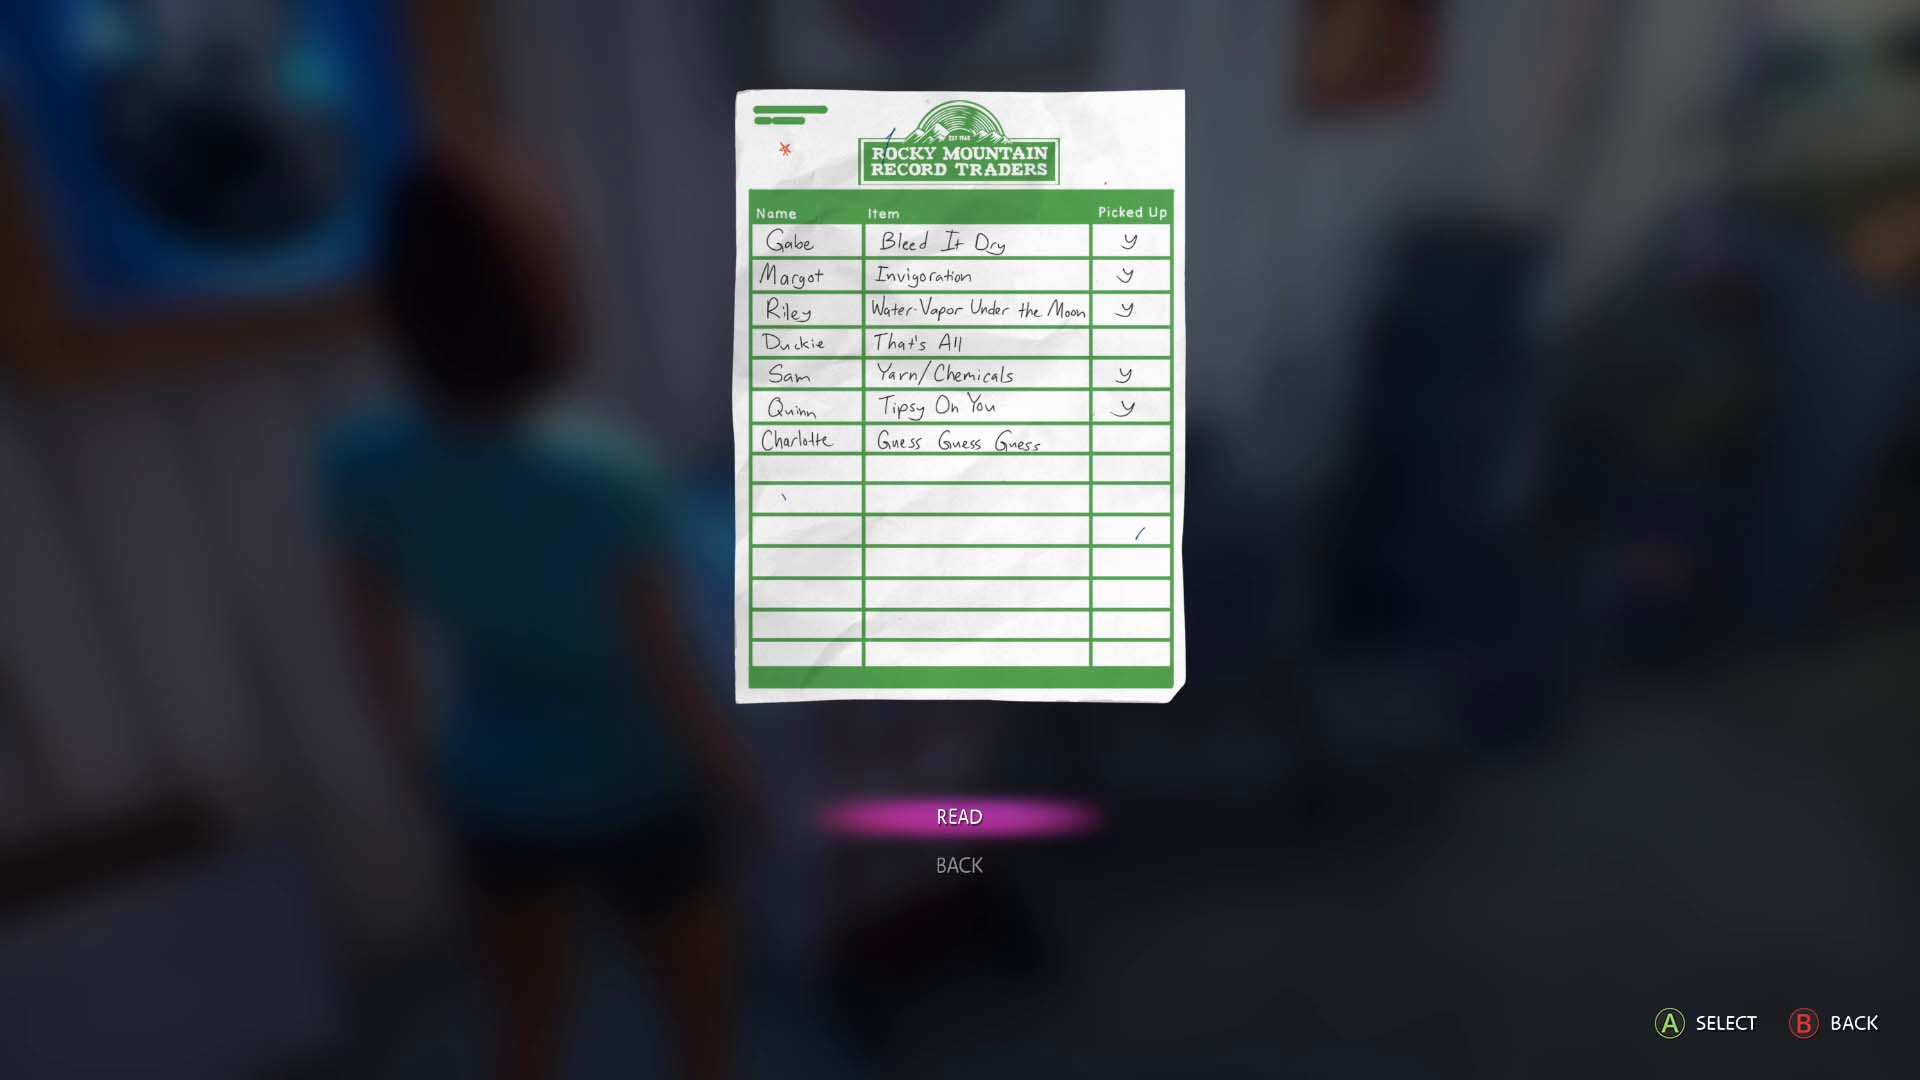 EST 1968
ROCKY MOUNTAIN
RECORD TRADERS
Name Item Picked Up
Gabe Bleed It Dry y
Margot Invigoration y
Riley Water-Vapor Under the Moon y
Duckie That's All
Sam Yarn/Chemicals y
Quinn Tipsy On You y
Charlotte Guess Guess Guess
READ
BACK
A SELECT B BACK